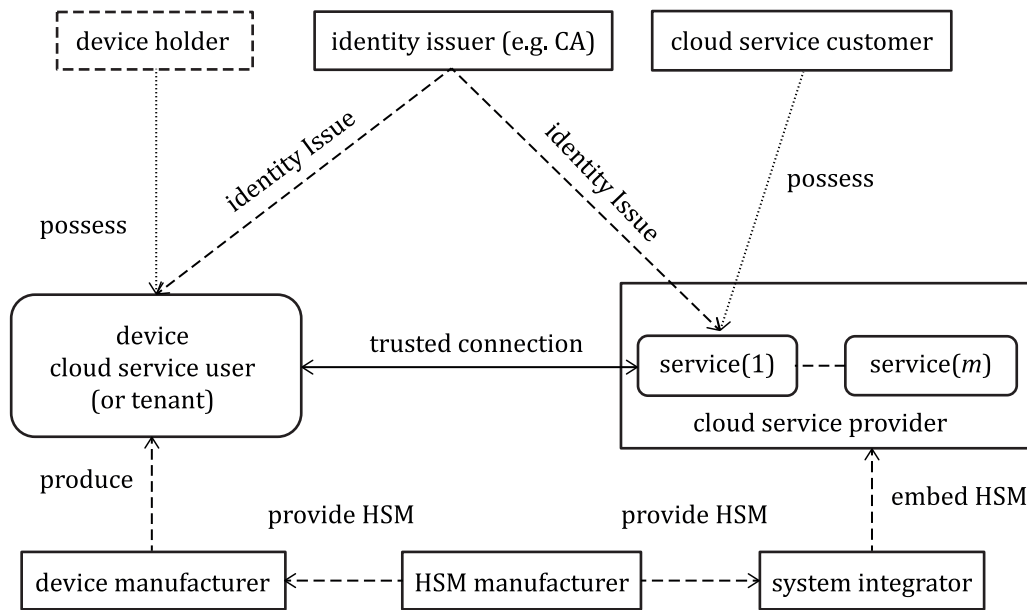 device holder
identity issuer (e.g. CA)
cloud service customer
identity Issue
identity Issue
possess
possess
device
cloud service user
(or tenant)
trusted connection
service(1)
service(m)
cloud service provider
produce
provide HSM
provide HSM
embed HSM
device manufacturer
HSM manufacturer
system integrator